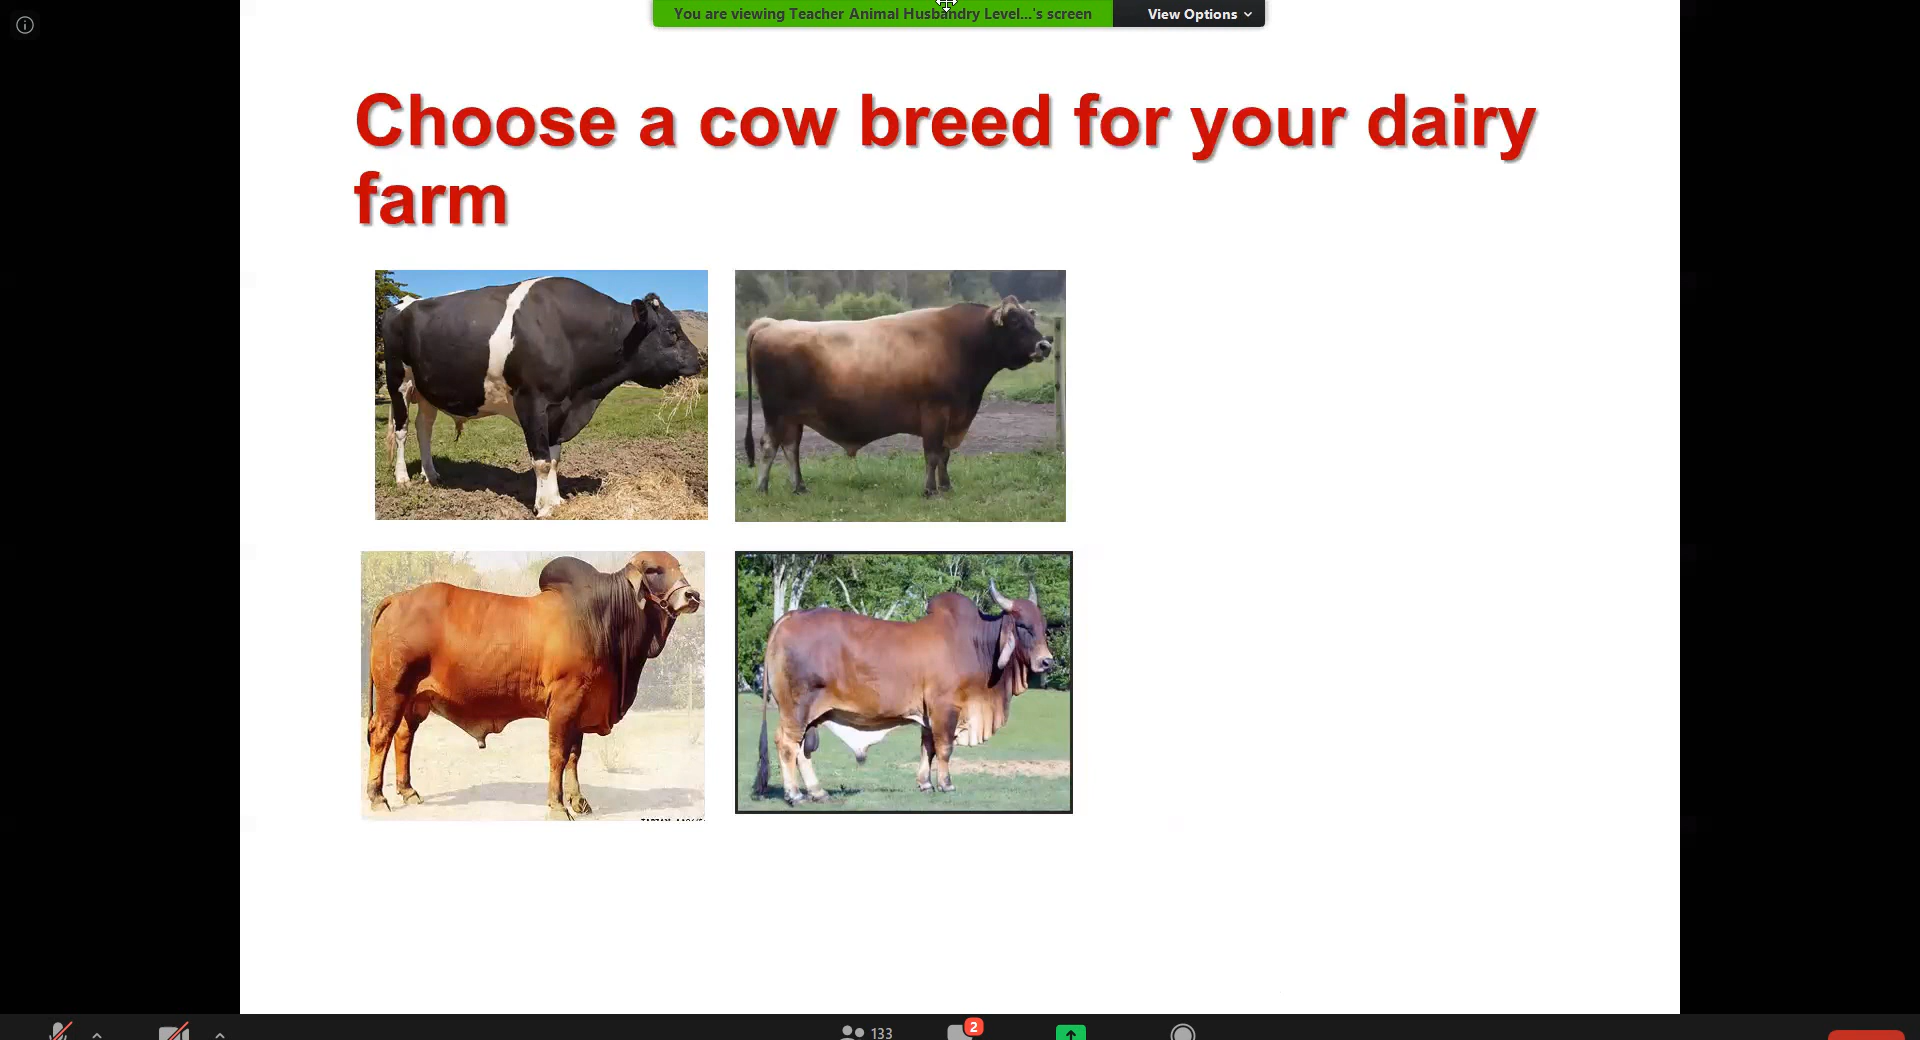 You are viewing Teacher Animal Husbandry Level...'s screen
View Options
Choose a cow breed for your dairy
farm
133
2